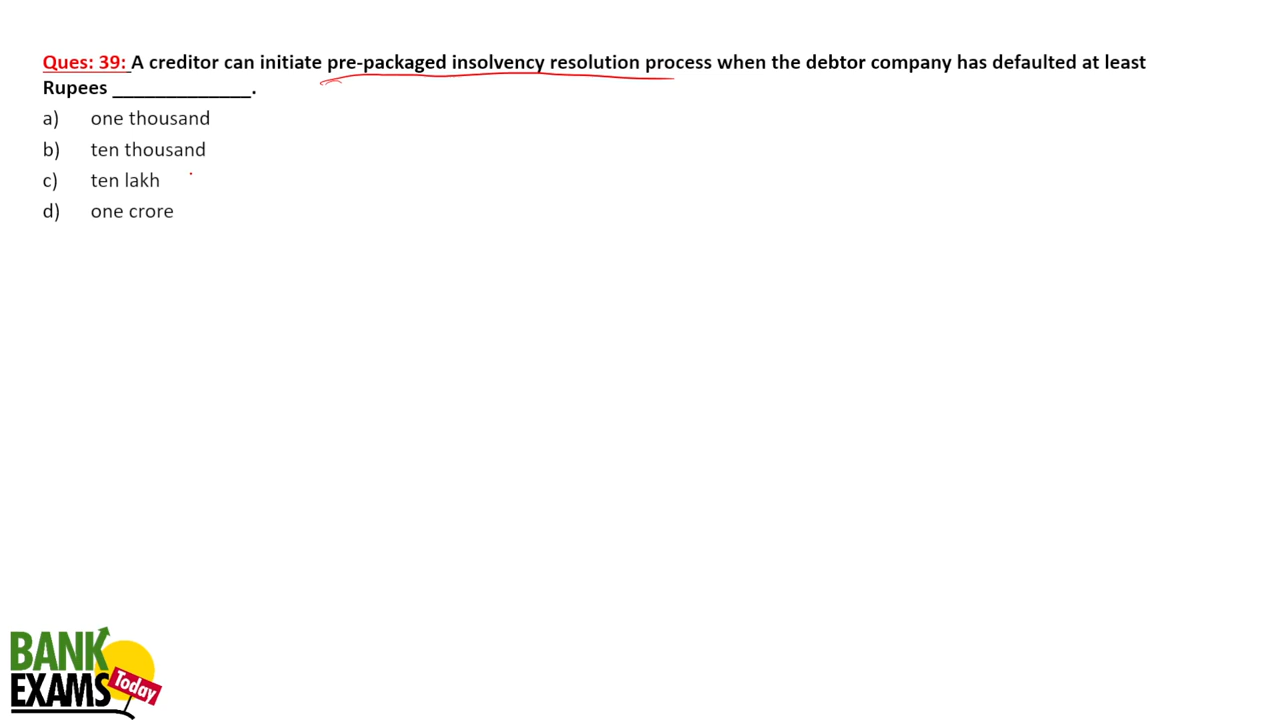 Ques: 39: A creditor can initiate pre-packaged insolvency resolution process when the debtor company has defaulted at least
Rupees _____________.
a) one thousand
b) ten thousand
c) ten lakh
d) one crore
BANK
EXAMS
Today